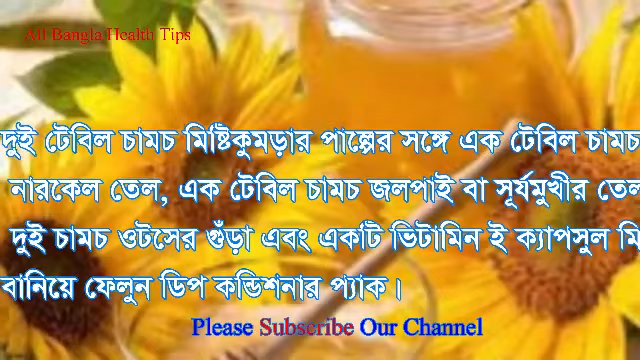 All Bangla Health Tips
দুই টেবিল চামচ মিষ্টিকুমড়ার পাল্পের সঙ্গে এক টেবিল চামচ
নারকেল তেল, এক টেবিল চামচ জলপাই বা সূর্যমুখীর তেল
দুই চামচ ওটসের গুঁড়া এবং একটি ভিটামিন ই ক্যাপসুল মি
বানিয়ে ফেলুন ডিপ কন্ডিশনার প্যাক।
Please Subscribe Our Channel